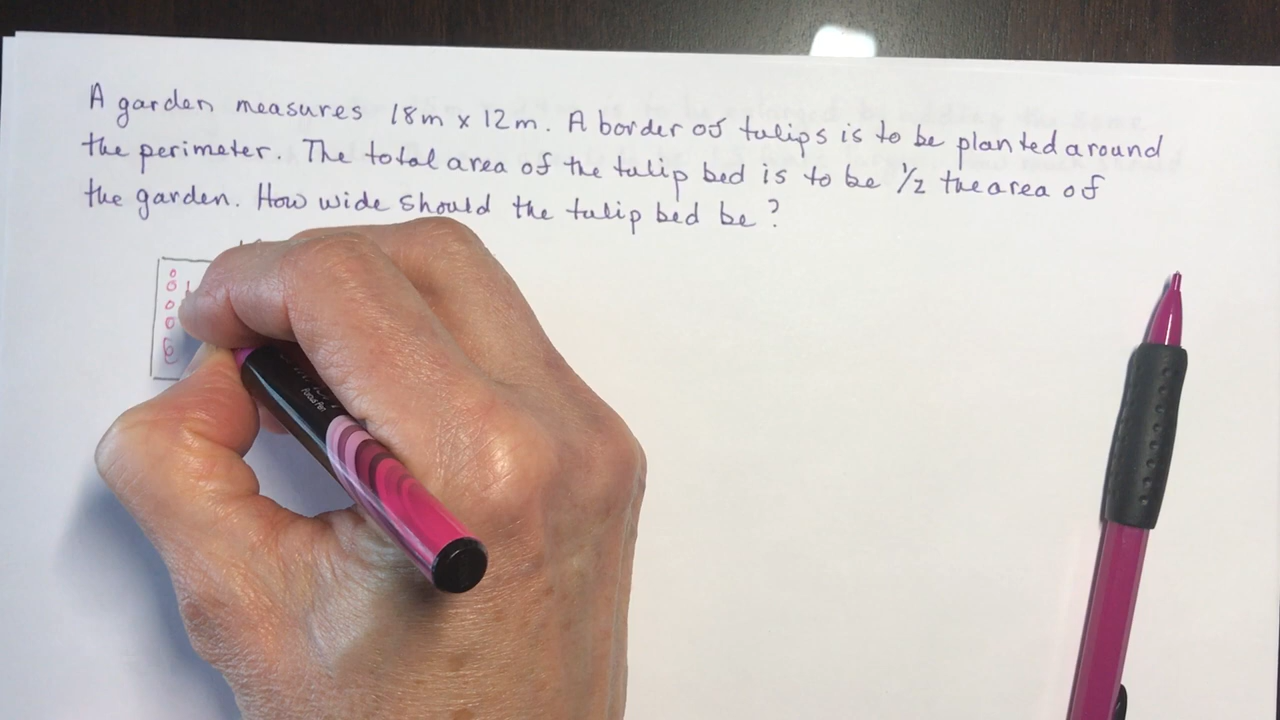 A garden measures 18m x 12m. A border of tulips is to be planted around
the perimeter. The total area of the tulip bed is to be 1/2 the area of
the garden. How wide should the tulip bed be?
Focus Pen